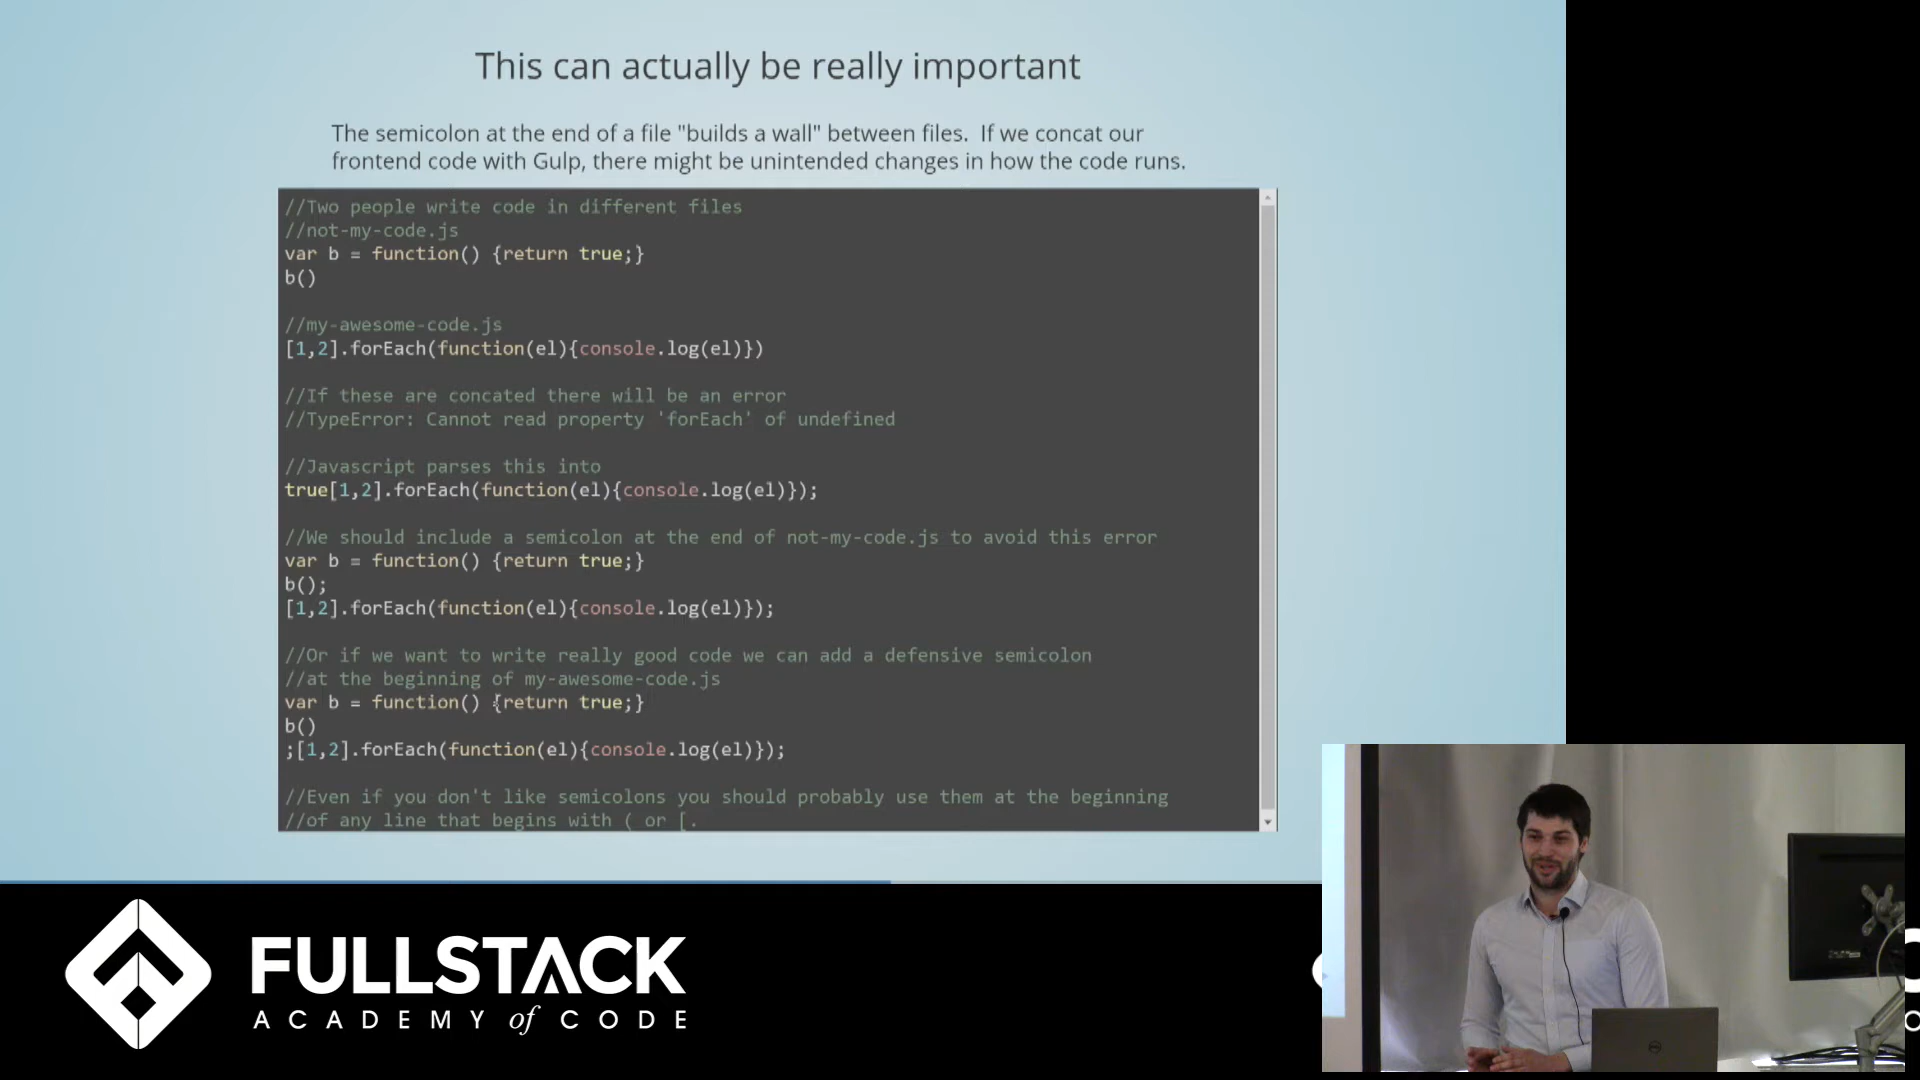 This can actually be really important
The semicolon at the end of a file "builds a wall" between files.  If we concat our
frontend code with Gulp, there might be unintended changes in how the code runs.
//Two people write code in different files
//not-my-code.js
var b = function() {return true;}
b()
//my-awesome-code.js
[1,2].forEach(function(el){console.log(el)})
//If these are concated there will be an error
//TypeError: Cannot read property 'forEach' of undefined
//Javascript parses this into
true[1,2].forEach(function(el){console.log(el)});
//We should include a semicolon at the end of not-my-code.js to avoid this error
var b = function() {return true;}
b();
[1,2].forEach(function(el){console.log(el)});
//Or if we want to write really good code we can add a defensive semicolon
//at the beginning of my-awesome-code.js
var b = function() {return true;}
b()
;[1,2].forEach(function(el){console.log(el)});
//Even if you don't like semicolons you should probably use them at the beginning
//of any line that begins with ( or [.
FULLSTACK
ACADEMY of CODE